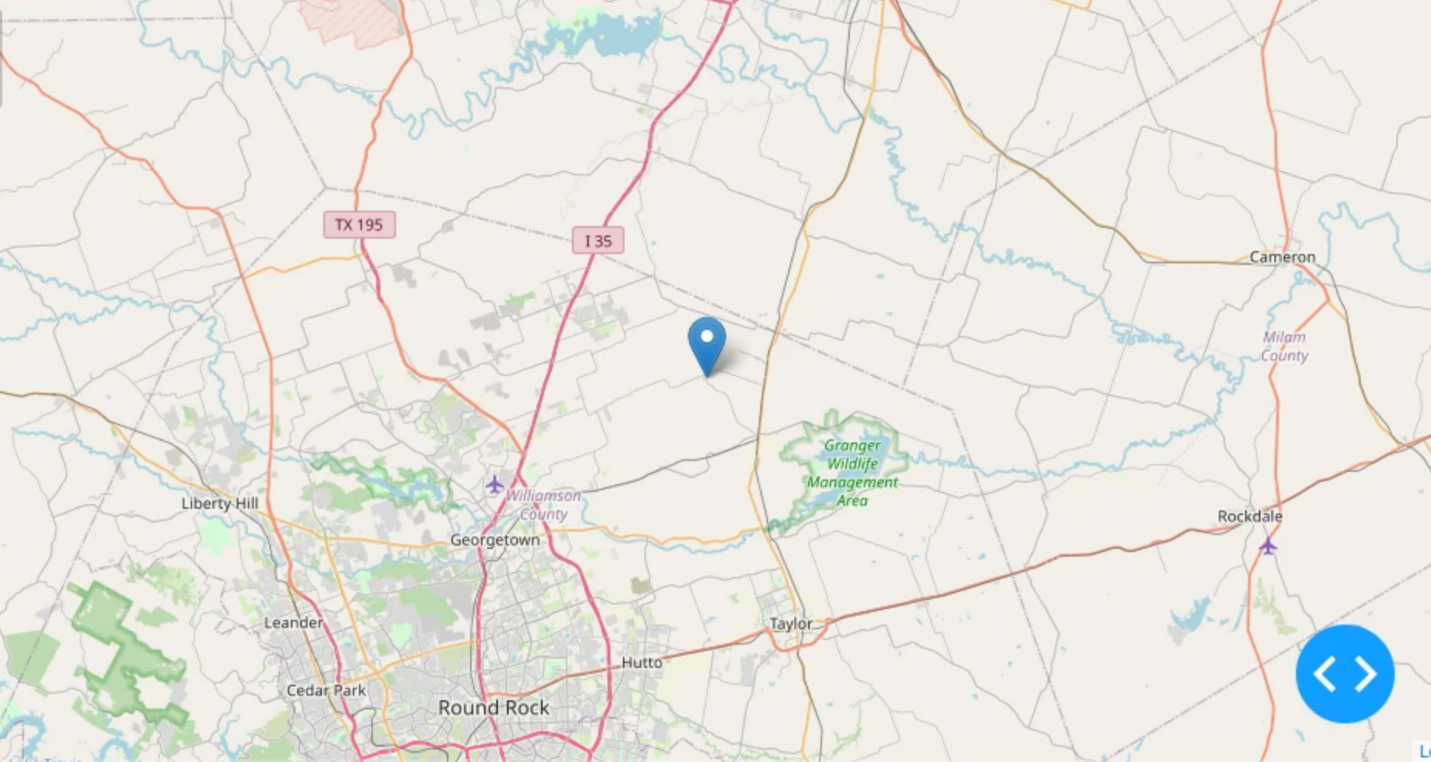 TX 195
I 35
Cameron
Milam
County
Granger
Wildlife
Management
Area
Williamson
County
Liberty Hill
Georgetown
Rockdale
Leander
Taylor
Hutto
Cedar Park
Round Rock